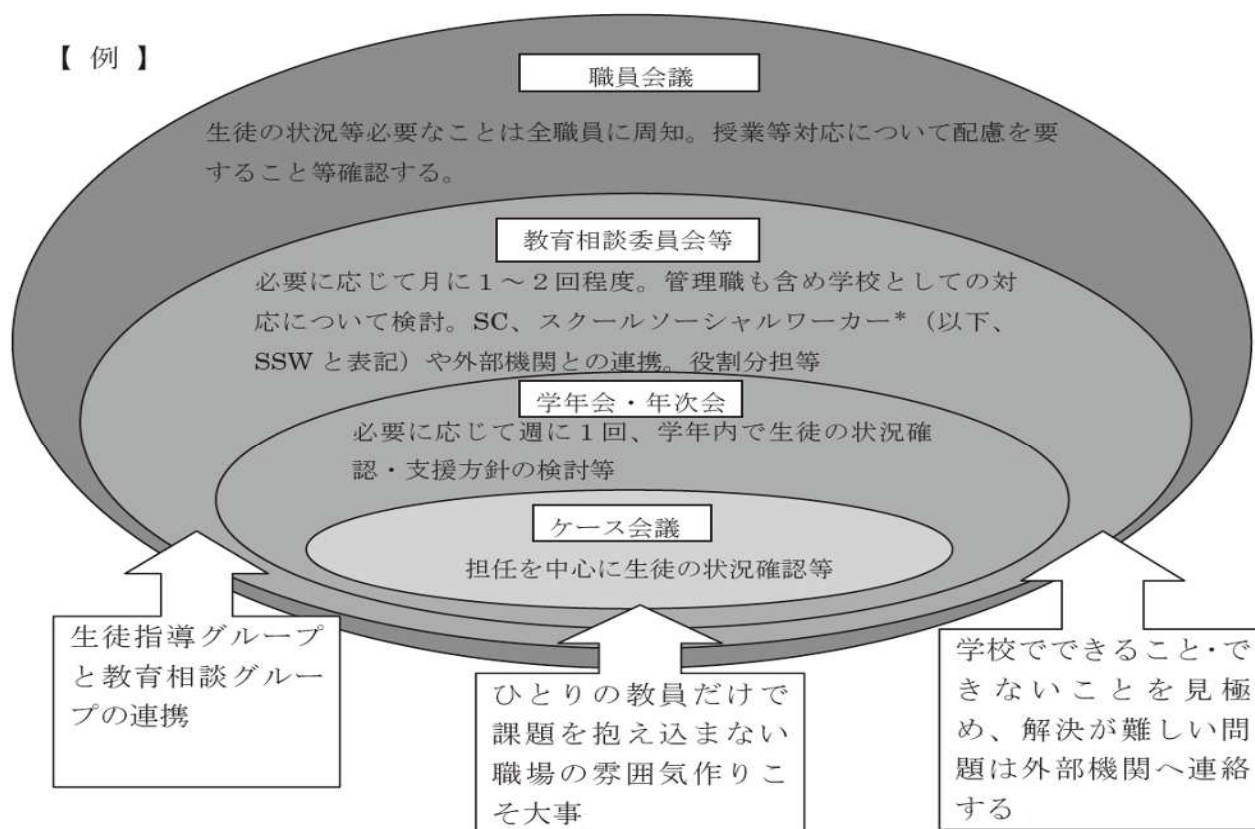 【 例 】
職員会議
生徒の状況等必要なことは全職員に周知。授業等対応について配慮を要
すること等確認する。
教育相談委員会等
必要に応じて月に１～２回程度。管理職も含め学校としての対
応について検討。SC、スクールソーシャルワーカー*（以下、
SSW と表記）や外部機関との連携。役割分担等
学年会・年次会
必要に応じて週に１回、学年内で生徒の状況確
認・支援方針の検討等
ケース会議
担任を中心に生徒の状況確認等
生徒指導グループ
と教育相談グルー
プの連携
ひとりの教員だけで
課題を抱え込まない
職場の雰囲気作りこ
そ大事
学校でできること・で
きないことを見極
め、解決が難しい問
題は外部機関へ連絡
する